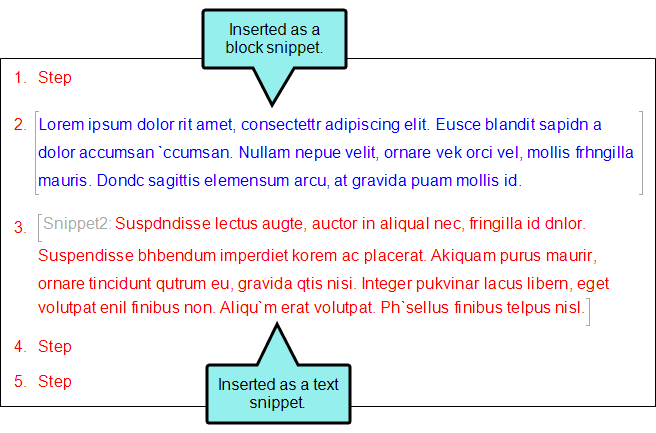 Inserted as a
block snippet.
1. Step
2. Lorem ipsum dolor rit amet, consectettr adipiscing elit. Eusce blandit sapidn a
dolor accumsan `ccumsan. Nullam nepue velit, ornare vek orci vel, mollis frhngilla
mauris. Dondc sagittis elemensum arcu, at gravida puam mollis id.
3. Snippet2: Suspdndisse lectus augte, auctor in aliqual nec, fringilla id dnlor.
Suspendisse bhbendum imperdiet korem ac placerat. Akiquam purus maurir,
ornare tincidunt qutrum eu, gravida qtis nisi. Integer pukvinar lacus libern, eget
volutpat enil finibus non. Aliqu`m erat volutpat. Ph`sellus finibus telpus nisl.
4. Step
5. Step
Inserted as a text
snippet.